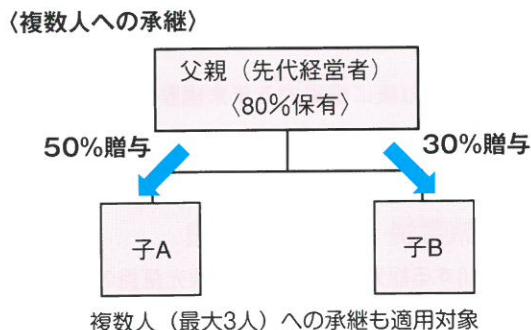 〈複数人への承継〉
父親（先代経営者）
〈80%保有〉
50%贈与
30%贈与
子A
子B
複数人（最大3人）への承継も適用対象